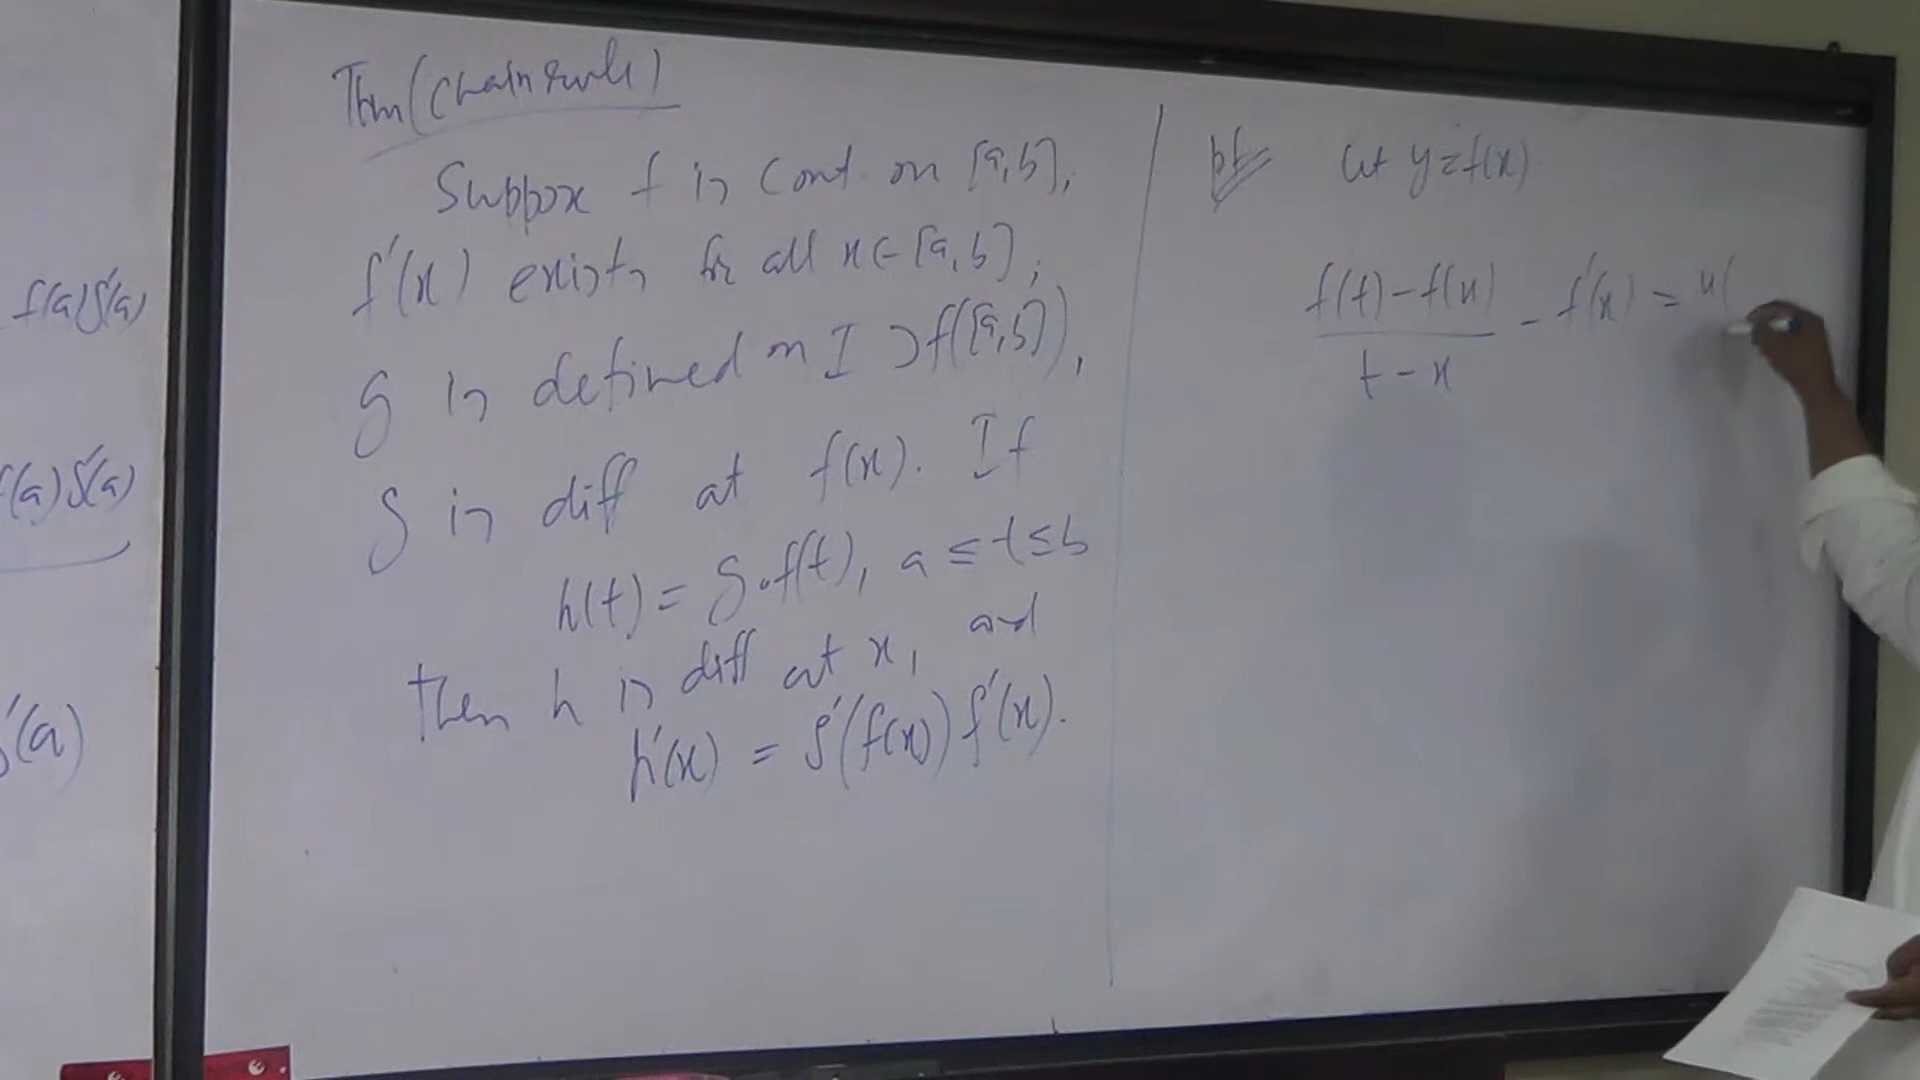 f(a)g'(a)
f(a)g'(a)
g'(a)
Thm (Chain rule)
Suppose f is cont. on [a,b],
f'(x) exists for all x ∈ [a,b],
g is defined on I ⊃ f([a,b]),
g is diff at f(x). If
h(t) = g∘f(t), a ≤ t ≤ b
then h is diff at x, and
h'(x) = g'(f(x)) f'(x).
pf Let y = f(x)
f(t) - f(x)
- f'(x) = u(
t - x